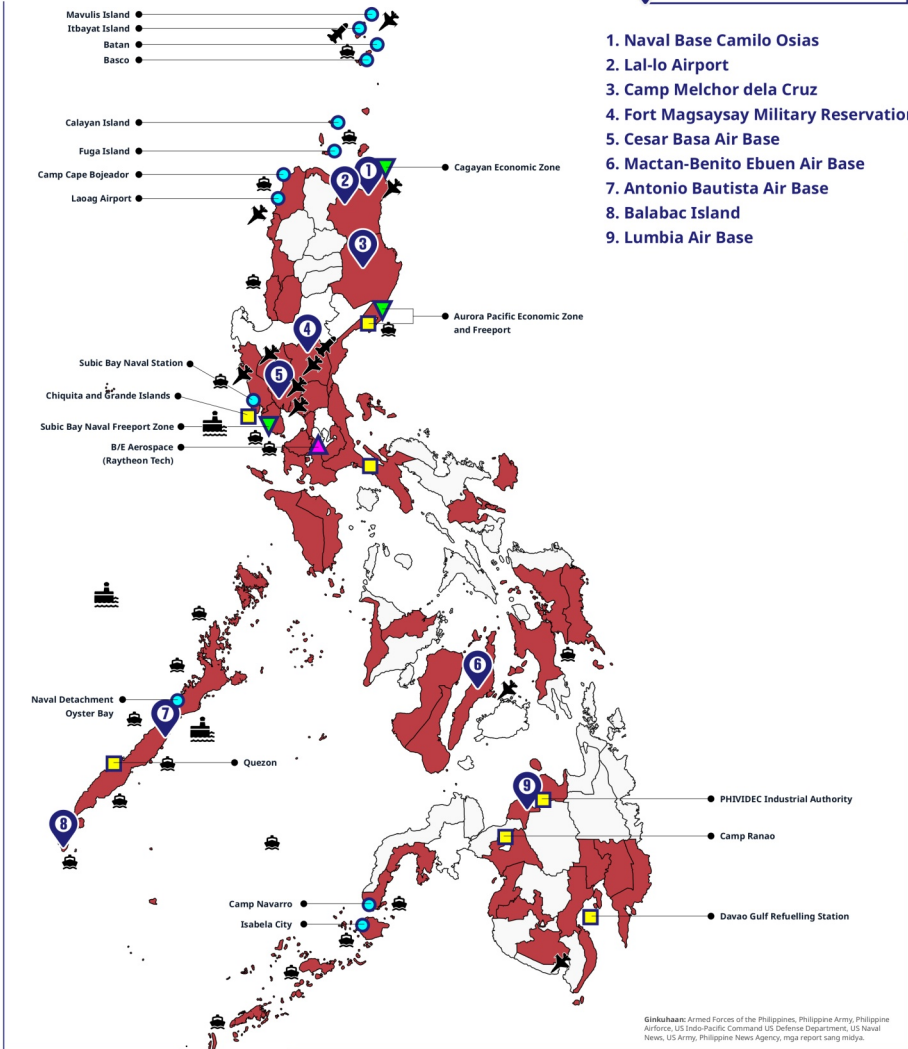 Mavulis Island
Itbayat Island
Batan
Basco
Calayan Island
Fuga Island
Camp Cape Bojeador
Laoag Airport
Cagayan Economic Zone
1. Naval Base Camilo Osias
2. Lal-lo Airport
3. Camp Melchor dela Cruz
4. Fort Magsaysay Military Reservatio
5. Cesar Basa Air Base
6. Mactan-Benito Ebuen Air Base
7. Antonio Bautista Air Base
8. Balabac Island
9. Lumbia Air Base
1
2
3
Aurora Pacific Economic Zone
and Freeport
4
5
Subic Bay Naval Station
Chiquita and Grande Islands
Subic Bay Naval Freeport Zone
B/E Aerospace
(Raytheon Tech)
6
Naval Detachment
Oyster Bay
7
Quezon
8
9
PHIVIDEC Industrial Authority
Camp Ranao
Camp Navarro
Isabela City
Davao Gulf Refuelling Station
Ginkuhaan: Armed Forces of the Philippines, Philippine Army, Philippine
Airforce, US Indo-Pacific Command US Defense Department, US Naval
News, US Army, Philippine News Agency, mga report sang midya.